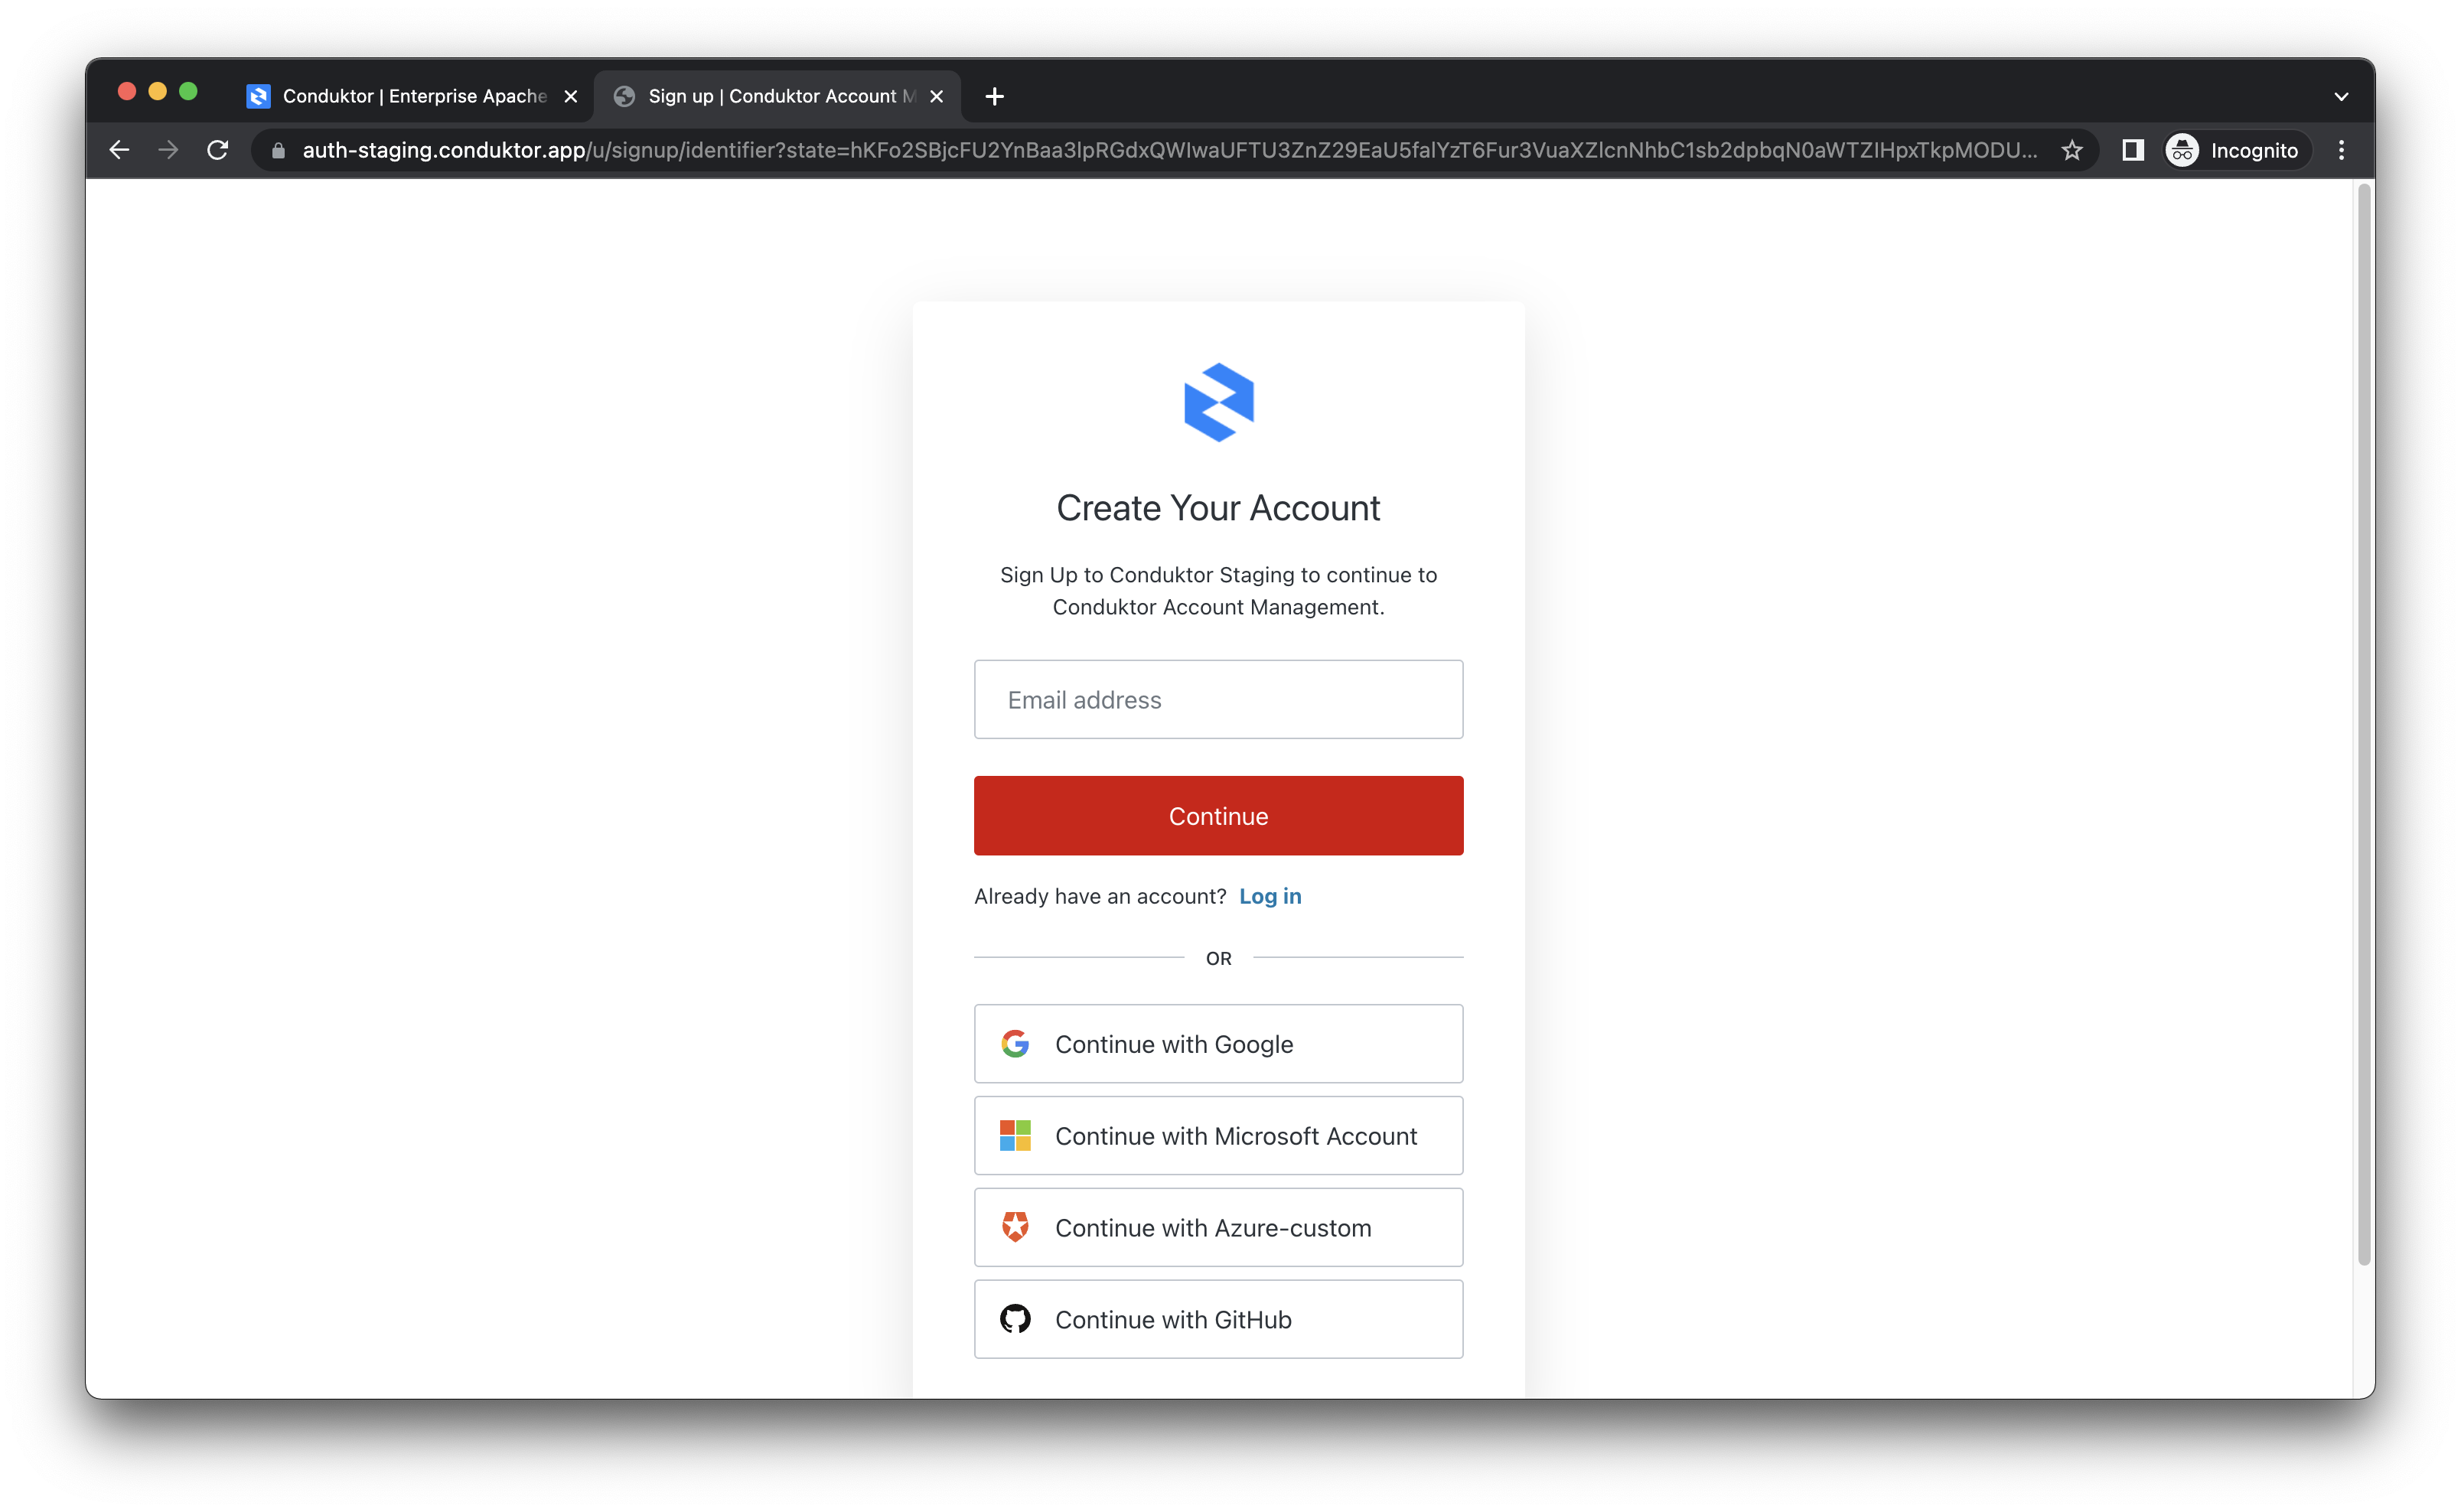 Conduktor | Enterprise Apache
Sign up | Conduktor Account M
auth-staging.conduktor.app/u/signup/identifier?state=hKFo2SBjcFU2YnBaa3lpRGdxQWIwaUFTU3ZnZ29EaU5falYzT6Fur3VuaXZlcnNhbC1sb2dpbqN0aWTZIHpxTkpMODU...
Incognito
Create Your Account
Sign Up to Conduktor Staging to continue to
Conduktor Account Management.
Email address
Continue
Already have an account? Log in
OR
Continue with Google
Continue with Microsoft Account
Continue with Azure-custom
Continue with GitHub